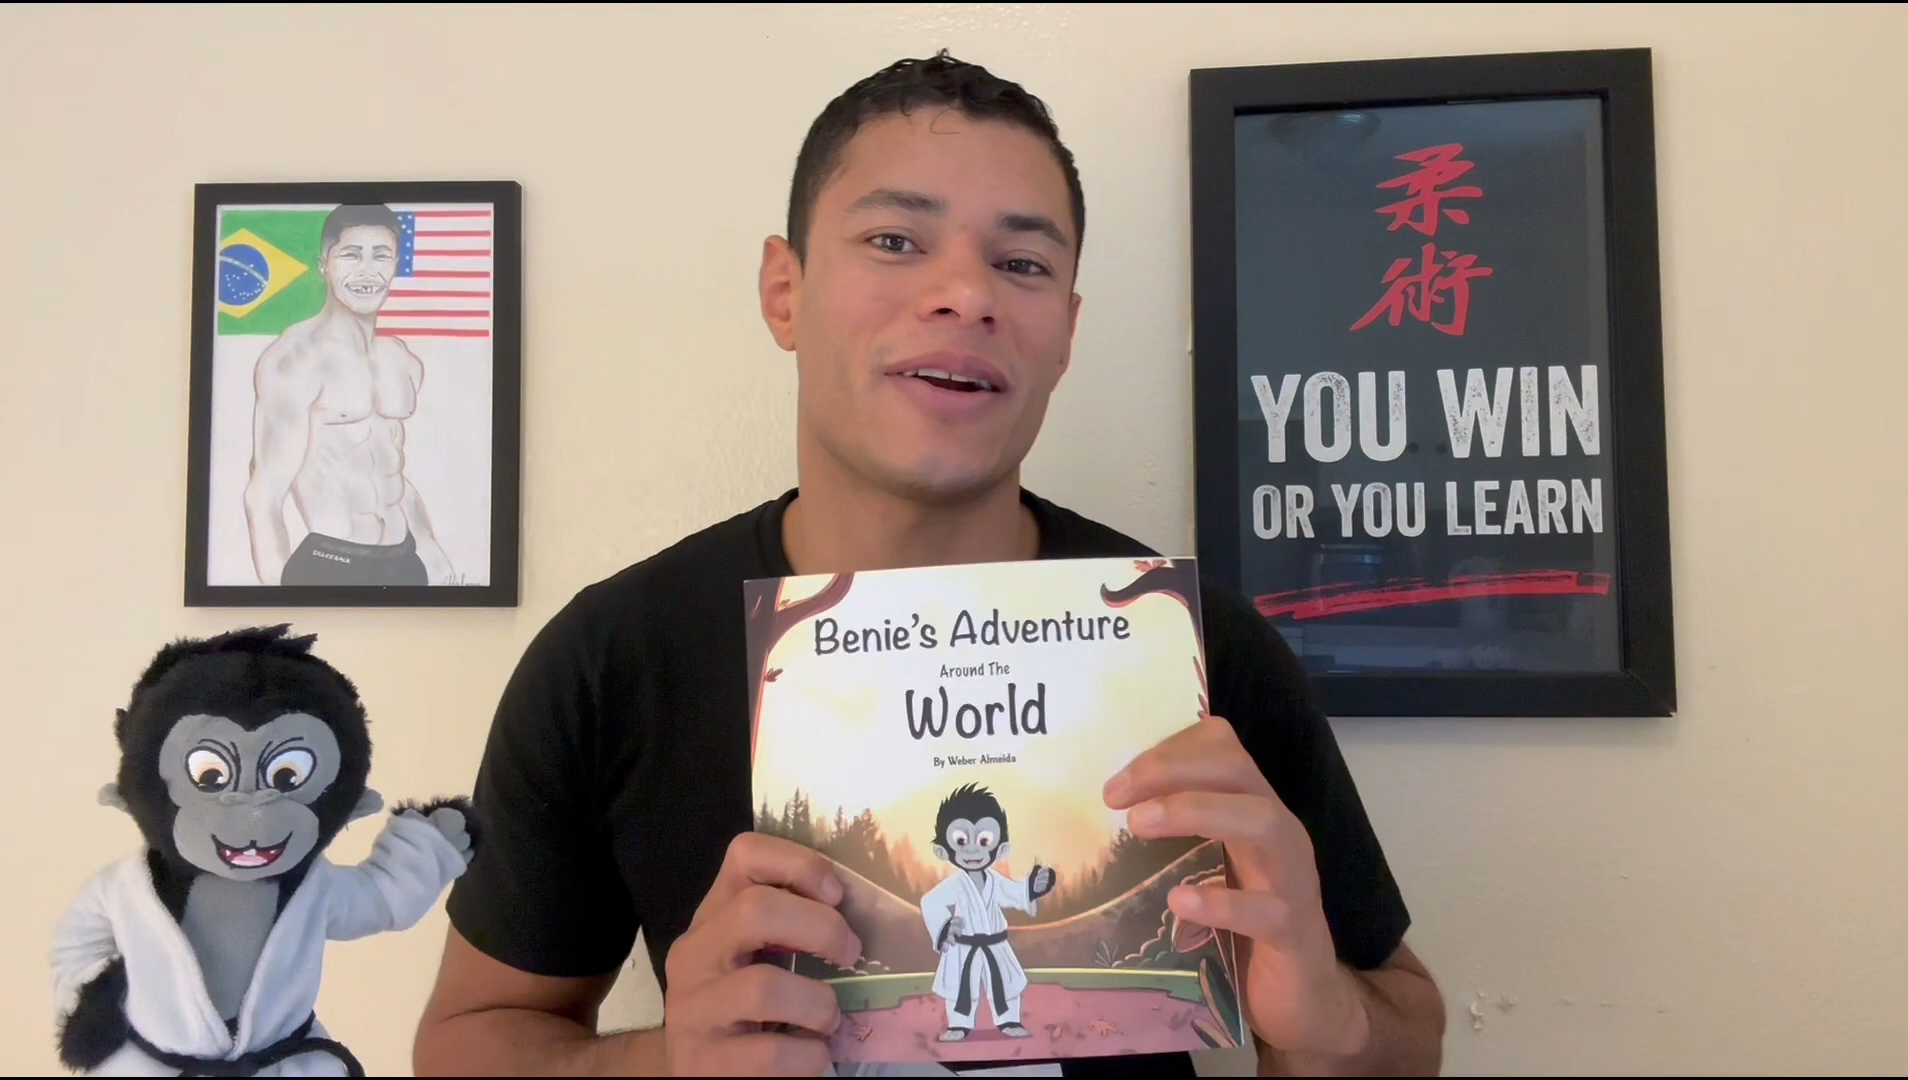 柔
術
YOU WIN
OR YOU LEARN
Benie's Adventure
Around The
World
By Weber Almeida